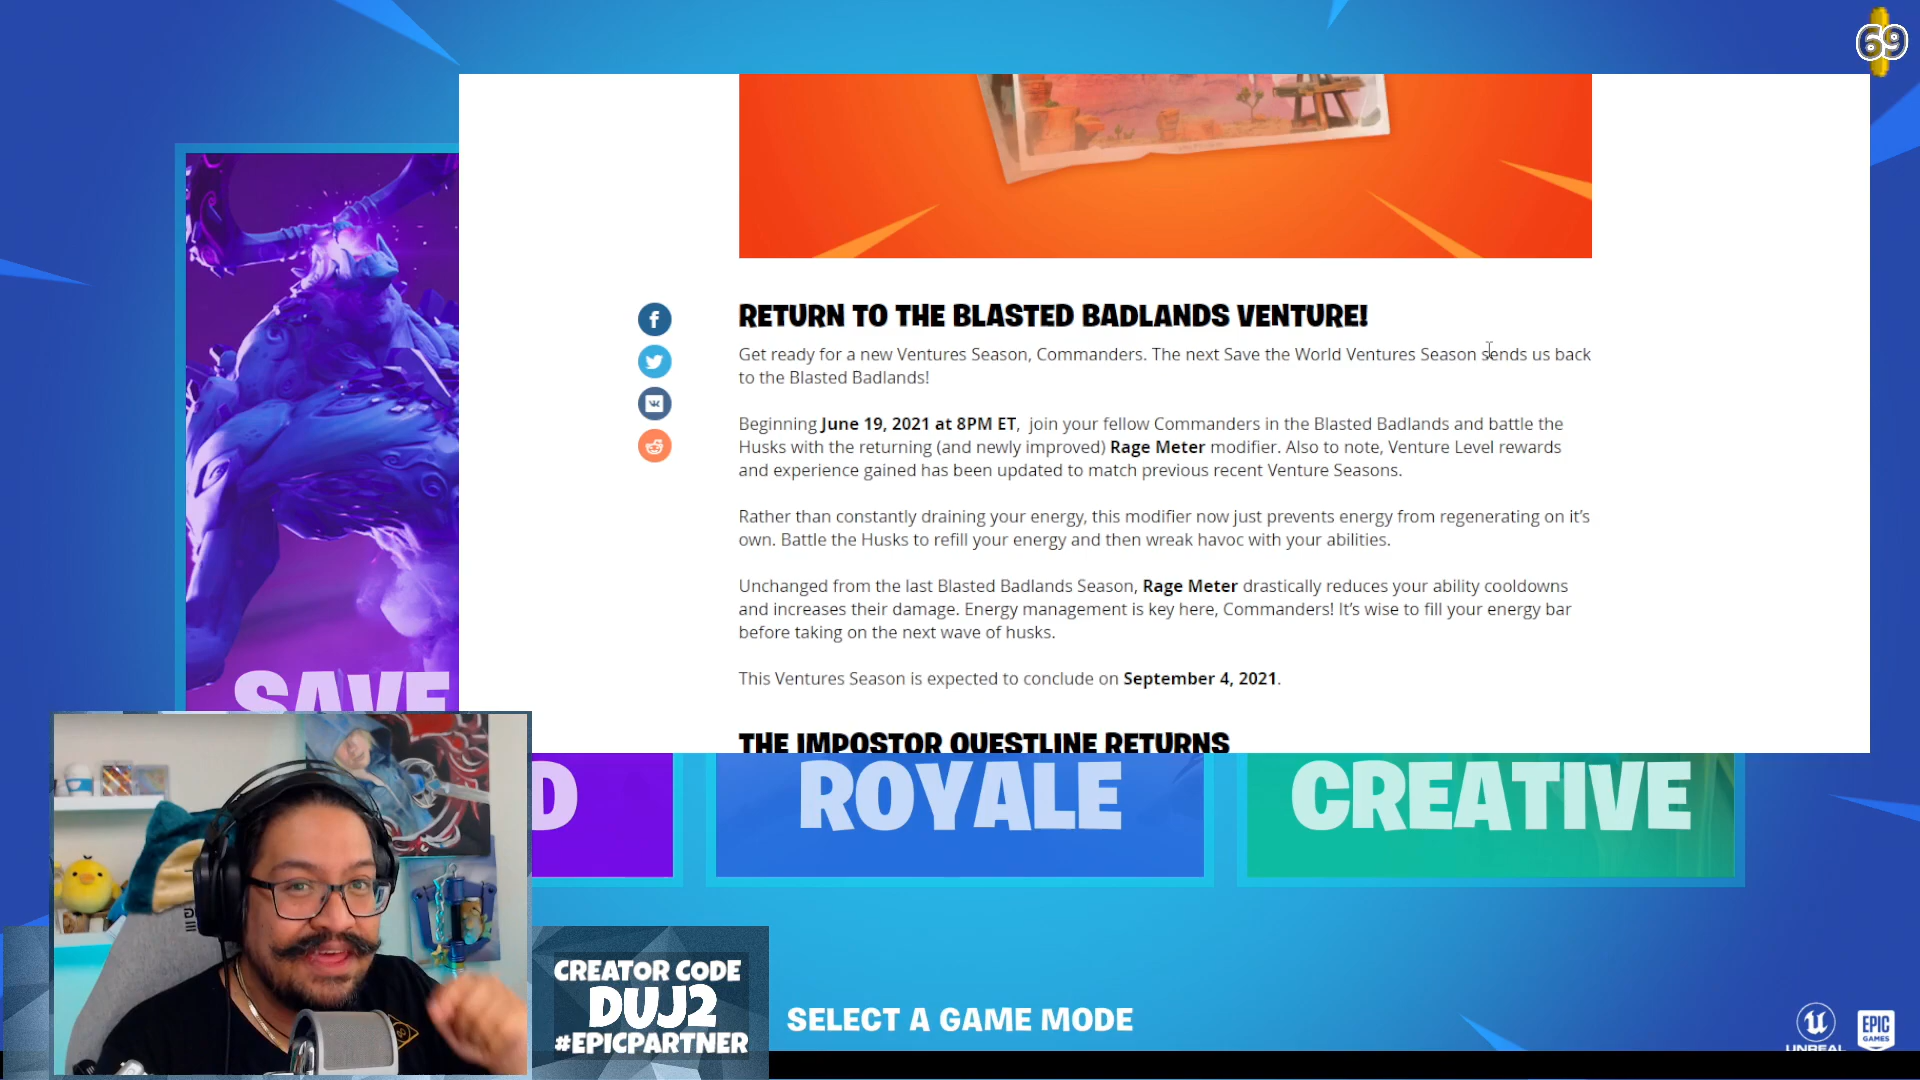 69
RETURN TO THE BLASTED BADLANDS VENTURE!
Get ready for a new Ventures Season, Commanders. The next Save the World Ventures Season sends us back
to the Blasted Badlands!
Beginning June 19, 2021 at 8PM ET,  join your fellow Commanders in the Blasted Badlands and battle the
Husks with the returning (and newly improved) Rage Meter modifier. Also to note, Venture Level rewards
and experience gained has been updated to match previous recent Venture Seasons.
Rather than constantly draining your energy, this modifier now just prevents energy from regenerating on it's
own. Battle the Husks to refill your energy and then wreak havoc with your abilities.
Unchanged from the last Blasted Badlands Season, Rage Meter drastically reduces your ability cooldowns
and increases their damage. Energy management is key here, Commanders! It's wise to fill your energy bar
before taking on the next wave of husks.
This Ventures Season is expected to conclude on September 4, 2021.
THE IMPOSTOR QUESTLINE RETURNS
SAVE
D
ROYALE
CREATIVE
CREATOR CODE
DUJ2
#EPICPARTNER
SELECT A GAME MODE
UNREAL
EPIC
GAMES